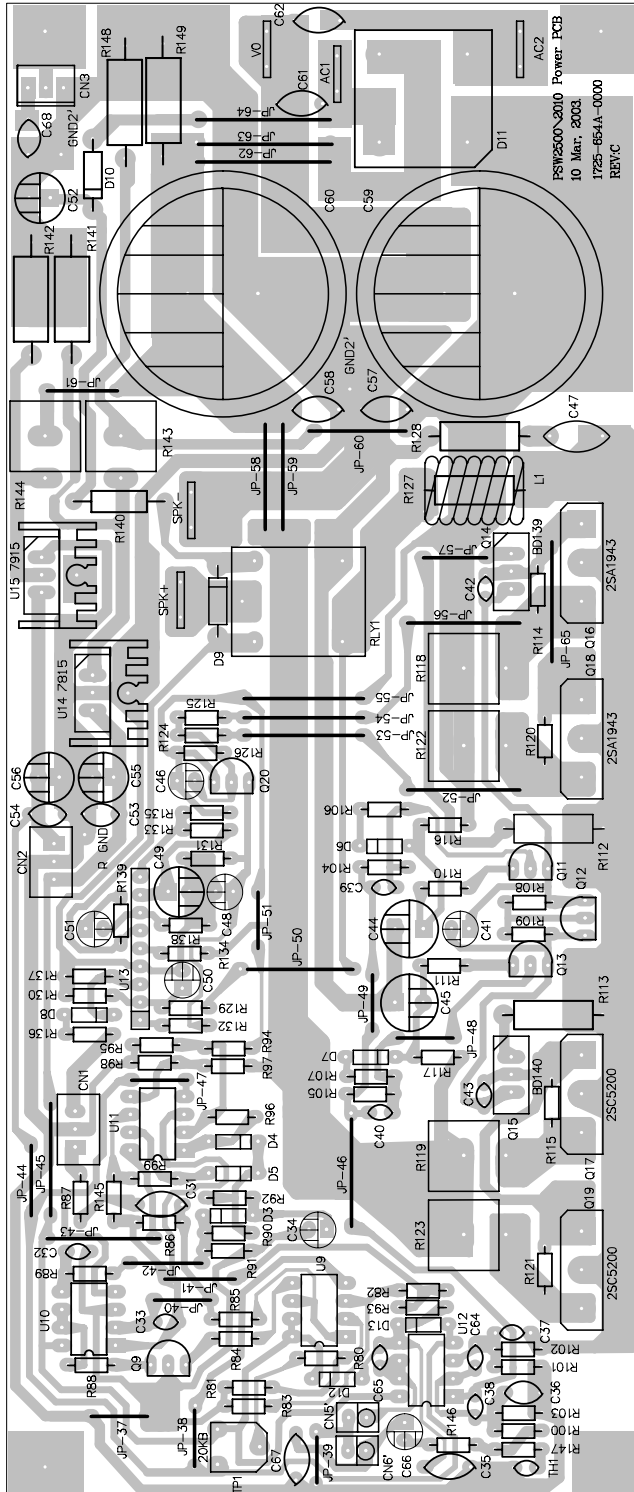 C62
R148
R149
V0
AC1
AC2
CN3
C68
C61
GND2'
JP-64
JP-63
JP-62
D11
PSW2500~2010 Power PCB
10 Mar. 2003.
1725-654A-0000
REV:C
D10
C52
C60
C59
R142
R141
JP-61
C58
GND2'
C57
C47
R143
R144
JP-58
JP-59
JP-60
R128
R140
SPK-
R127
L1
U15 7915
SPK+
D9
RLY1
JP-57
Q14
BD139
2SA1943
C42
R114
JP-56
JP-65
Q16
Q18
U14 7815
R118
R125
JP-55
R124
JP-54
R122
JP-53
R120
2SA1943
R126
C46
Q20
JP-52
C56
C55
C54
C53
R GND
R135
R133
R106
CN2
R131
D6
R116
R112
R139
C49
R104
C39
R110
Q11
R108
Q12
C51
C48
JP-51
C44
C41
R109
R138
R134
JP-50
Q13
R137
U13
C50
R111
R130
JP-49
C45
D8
R129
R113
R136
R132
JP-48
R95
R94
D7
R98
R97
R107
R117
CN1
JP-47
R105
C43
BD140
2SC5200
U11
R96
C40
Q15
R115
D4
JP-46
R119
JP-44
JP-45
R99
D5
Q17
R87
R145
C31
R92
Q19
D3
R90
C34
R123
JP-43
R86
C32
R91
R89
JP-42
JP-41
U9
R121
2SC5200
U10
JP-40
R85
R82
R93
C33
D13
U12
C64
C37
Q9
R84
R80
R102
R88
R101
R81
D12
C65
C38
C36
R83
CN5'
R103
JP-37
JP-38
R146
R100
20KB
TP1
C67
JP-39
CN6'
C66
C35
R147
TH1